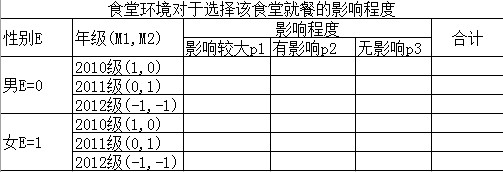 食堂环境对于选择该食堂就餐的影响程度
性别E 年级(M1,M2) 影响程度 合计
影响较大p1 有影响p2 无影响p3
男E=0 2010级(1,0)
2011级(0,1)
2012级(-1,-1)
女E=1 2010级(1,0)
2011级(0,1)
2012级(-1,-1)